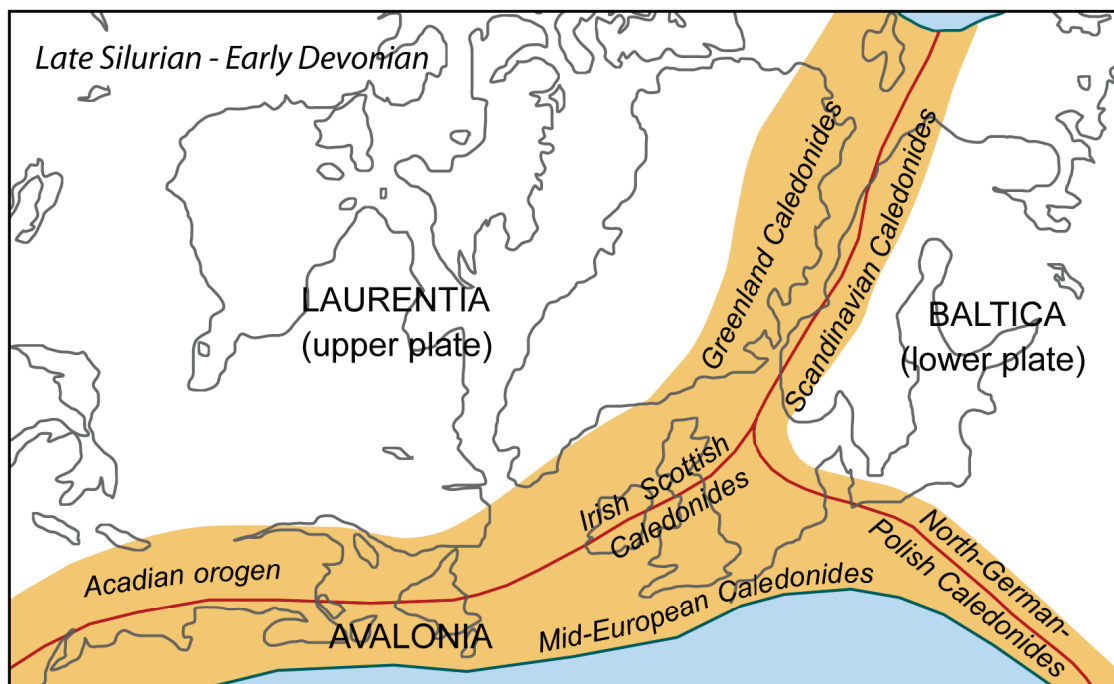 Late Silurian - Early Devonian
Greenland Caledonides
Scandinavian Caledonides
LAURENTIA
(upper plate)
BALTICA
(lower plate)
Irish Scottish
Caledonides
North-German-
Polish Caledonides
Acadian orogen
Mid-European Caledonides
AVALONIA